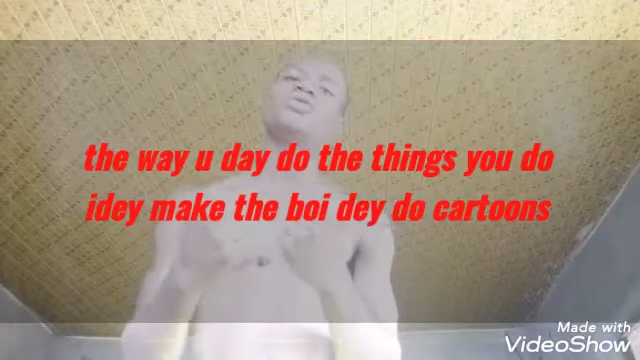 the way u day do the things you do
idey make the boi dey do cartoons
Made with
VideoShow